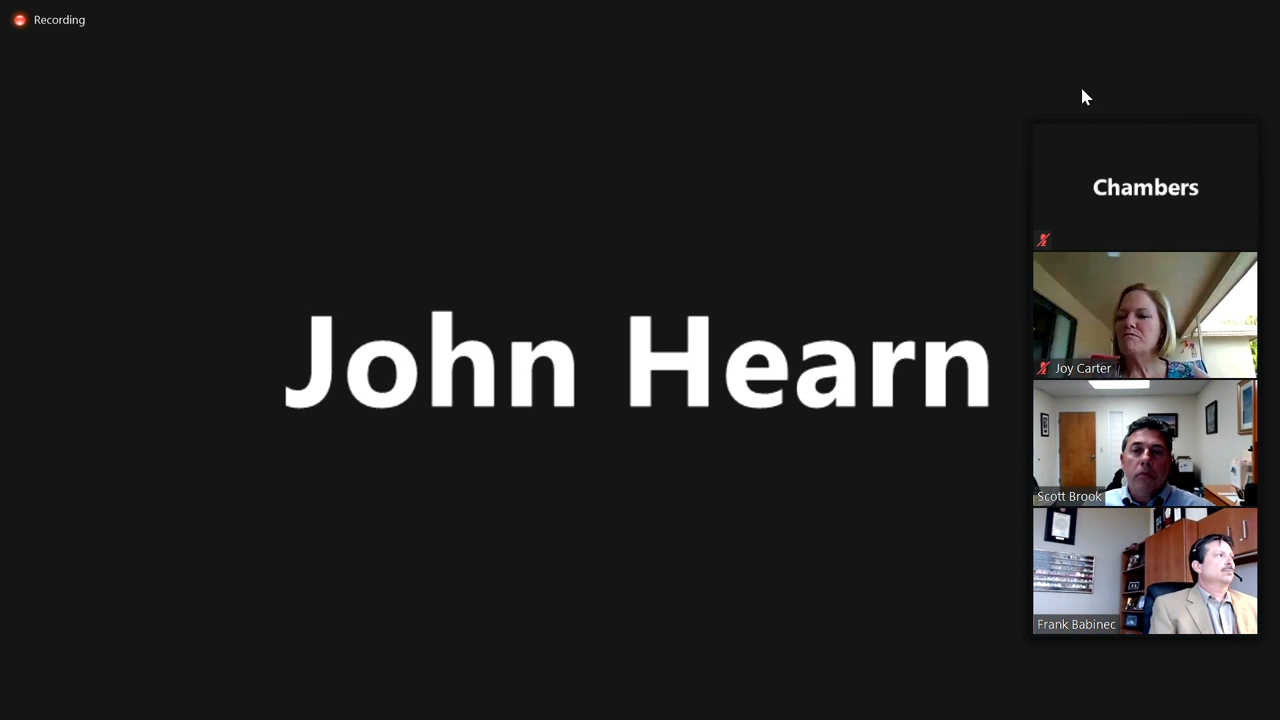 Recording
John Hearn
Chambers
Joy Carter
Scott Brook
Frank Babinec